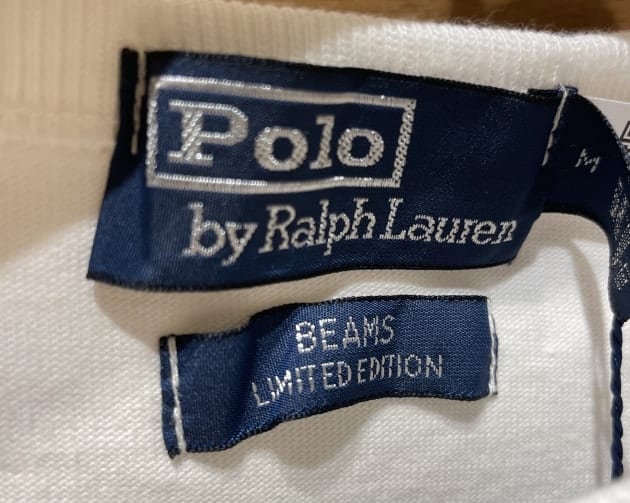 Polo
by Ralph Lauren
M
BEAMS
LIMITED EDITION